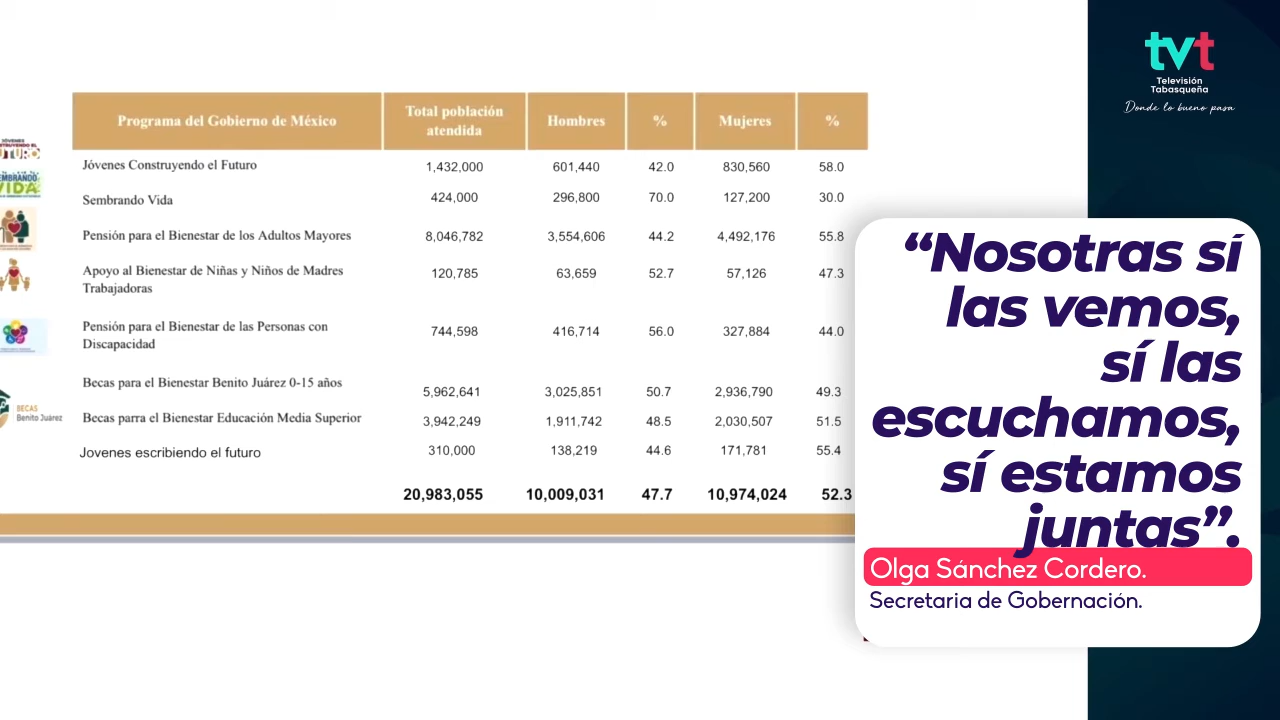 tvt
Televisión
Tabasqueña
Donde lo bueno pasa
Programa del Gobierno de México Total población atendida Hombres % Mujeres %
Jóvenes Construyendo el Futuro 1,432,000 601,440 42.0 830,560 58.0
Sembrando Vida 424,000 296,800 70.0 127,200 30.0
Pensión para el Bienestar de los Adultos Mayores 8,046,782 3,554,606 44.2 4,492,176 55.8
Apoyo al Bienestar de Niñas y Niños de Madres
Trabajadoras 120,785 63,659 52.7 57,126 47.3
Pensión para el Bienestar de las Personas con
Discapacidad 744,598 416,714 56.0 327,884 44.0
Becas para el Bienestar Benito Juárez 0-15 años 5,962,641 3,025,851 50.7 2,936,790 49.3
Becas parra el Bienestar Educación Media Superior 3,942,249 1,911,742 48.5 2,030,507 51.5
Jovenes escribiendo el futuro 310,000 138,219 44.6 171,781 55.4
20,983,055 10,009,031 47.7 10,974,024 52.3
JÓVENES
VIDA
BECAS
Benito Juárez
“Nosotras sí
las vemos,
sí las
escuchamos,
sí estamos
juntas”.
Olga Sánchez Cordero.
Secretaria de Gobernación.